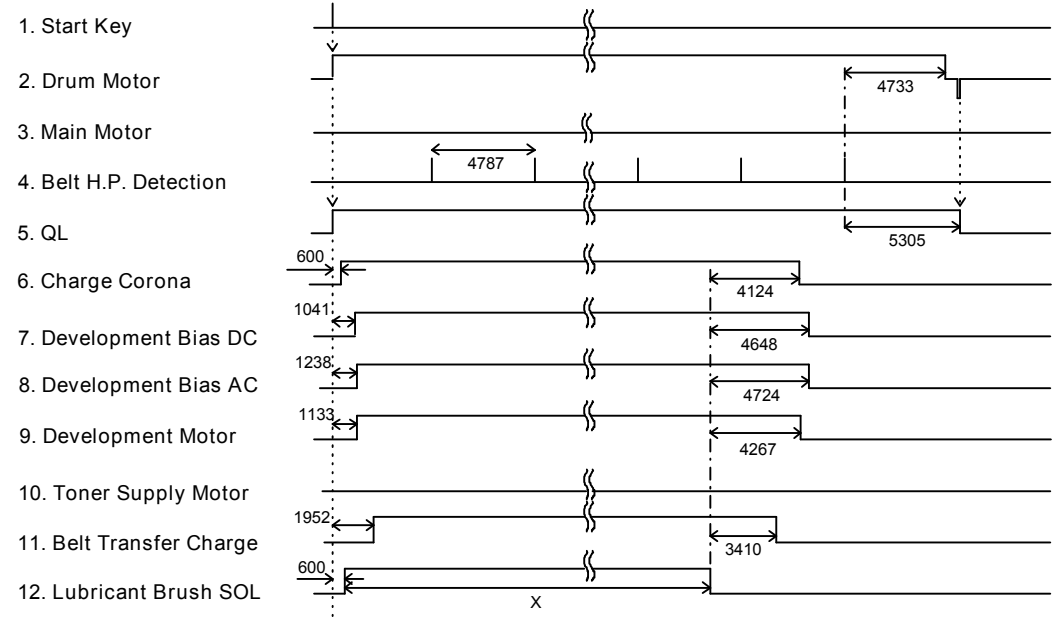 1. Start Key
2. Drum Motor
4733
3. Main Motor
4787
4. Belt H.P. Detection
5. QL
5305
600
6. Charge Corona
4124
1041
7. Development Bias DC
4648
1238
8. Development Bias AC
4724
1133
9. Development Motor
4267
10. Toner Supply Motor
1952
11. Belt Transfer Charge
3410
600
12. Lubricant Brush SOL
X